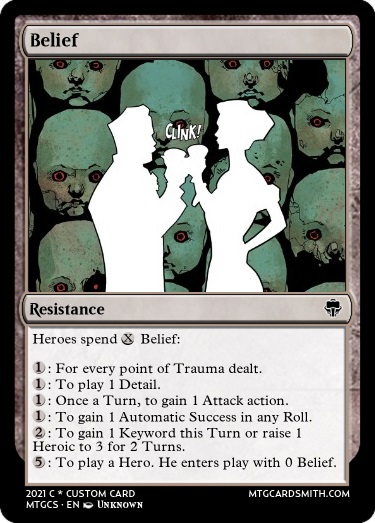 Belief
CLINK!
Resistance
Heroes spend X Belief:
1: For every point of Trauma dealt.
1: To play 1 Detail.
1: Once a Turn, to gain 1 Attack action.
1: To gain 1 Automatic Success in any Roll.
2: To gain 1 Keyword this Turn or raise 1
Heroic to 3 for 2 Turns.
5: To play a Hero. He enters play with 0 Belief.
2021 C * CUSTOM CARD
MTGCARDSMITH.COM
MTGCS • EN Unknown